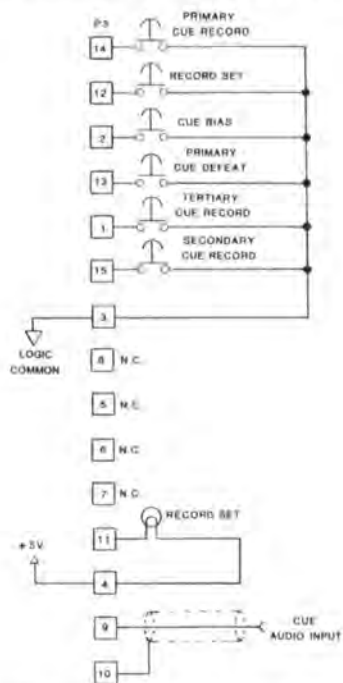 P3
PRIMARY
CUE RECORD
14
RECORD SET
12
CUE BIAS
2
PRIMARY
CUE DEFEAT
13
TERTIARY
CUE RECORD
1
SECONDARY
CUE RECORD
15
3
LOGIC
COMMON
8 N.C.
5 N.C.
6 N.C.
7 N.C.
RECORD SET
11
+5V
4
9
CUE
AUDIO INPUT
10